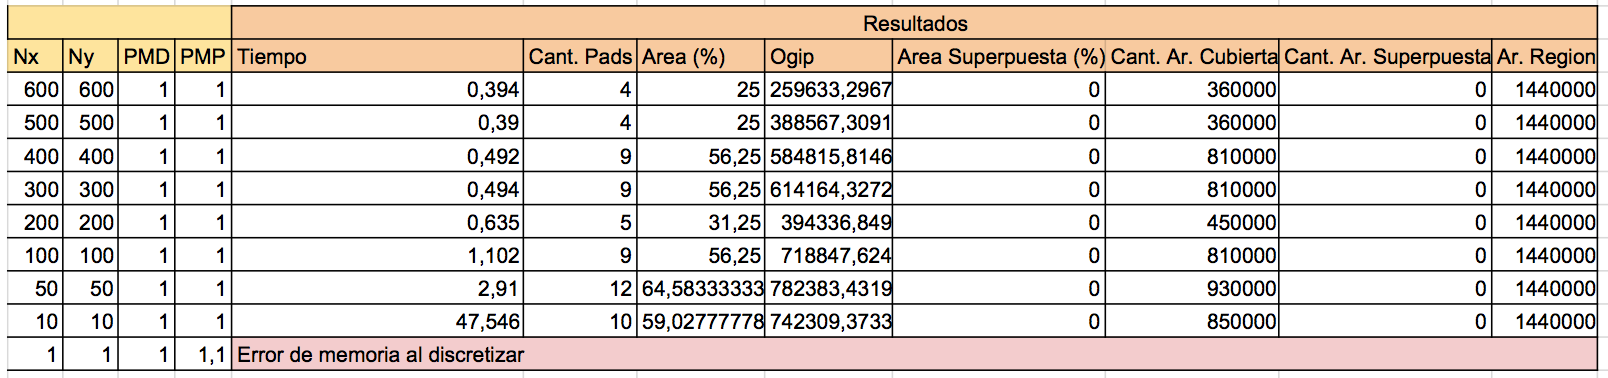 Resultados
Nx Ny PMD PMP Tiempo Cant. Pads Area (%) Ogip Area Superpuesta (%) Cant. Ar. Cubierta Cant. Ar. Superpuesta Ar. Region
600 600 1 1 0,394 4 25 259633,2967 0 360000 0 1440000
500 500 1 1 0,39 4 25 388567,3091 0 360000 0 1440000
400 400 1 1 0,492 9 56,25 584815,8146 0 810000 0 1440000
300 300 1 1 0,494 9 56,25 614164,3272 0 810000 0 1440000
200 200 1 1 0,635 5 31,25 394336,849 0 450000 0 1440000
100 100 1 1 1,102 9 56,25 718847,624 0 810000 0 1440000
50 50 1 1 2,91 12 64,58333333 782383,4319 0 930000 0 1440000
10 10 1 1 47,546 10 59,02777778 742309,3733 0 850000 0 1440000
1 1 1 1,1 Error de memoria al discretizar